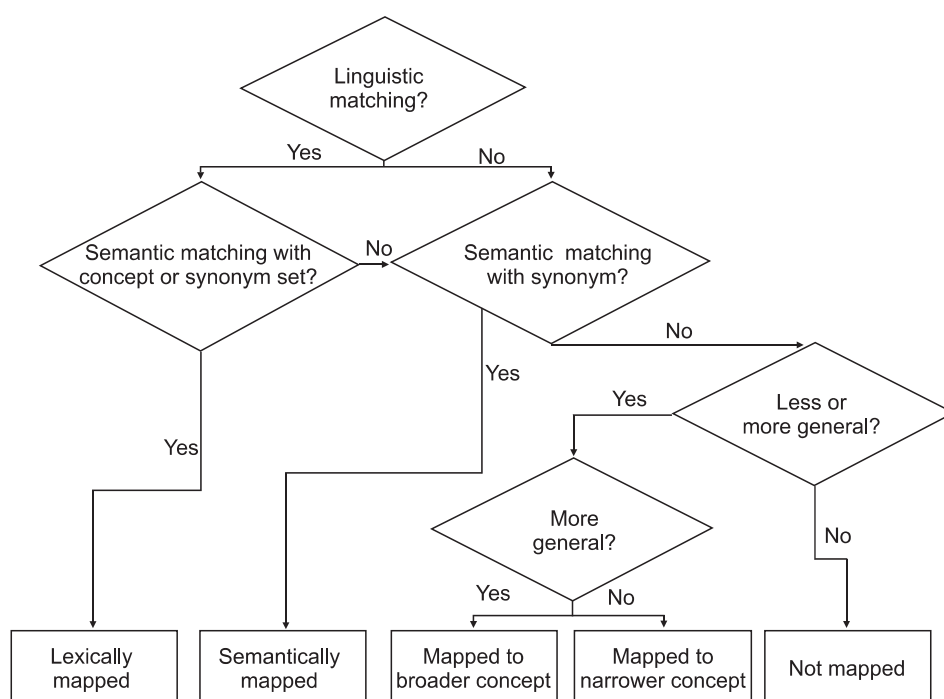 Linguistic
matching?
Yes
No
Semantic matching with
concept or synonym set?
No
Semantic matching
with synonym?
No
Yes
Yes
Less or
more general?
Yes
More
general?
No
Yes
No
Lexically
mapped
Semantically
mapped
Mapped to
broader concept
Mapped to
narrower concept
Not mapped